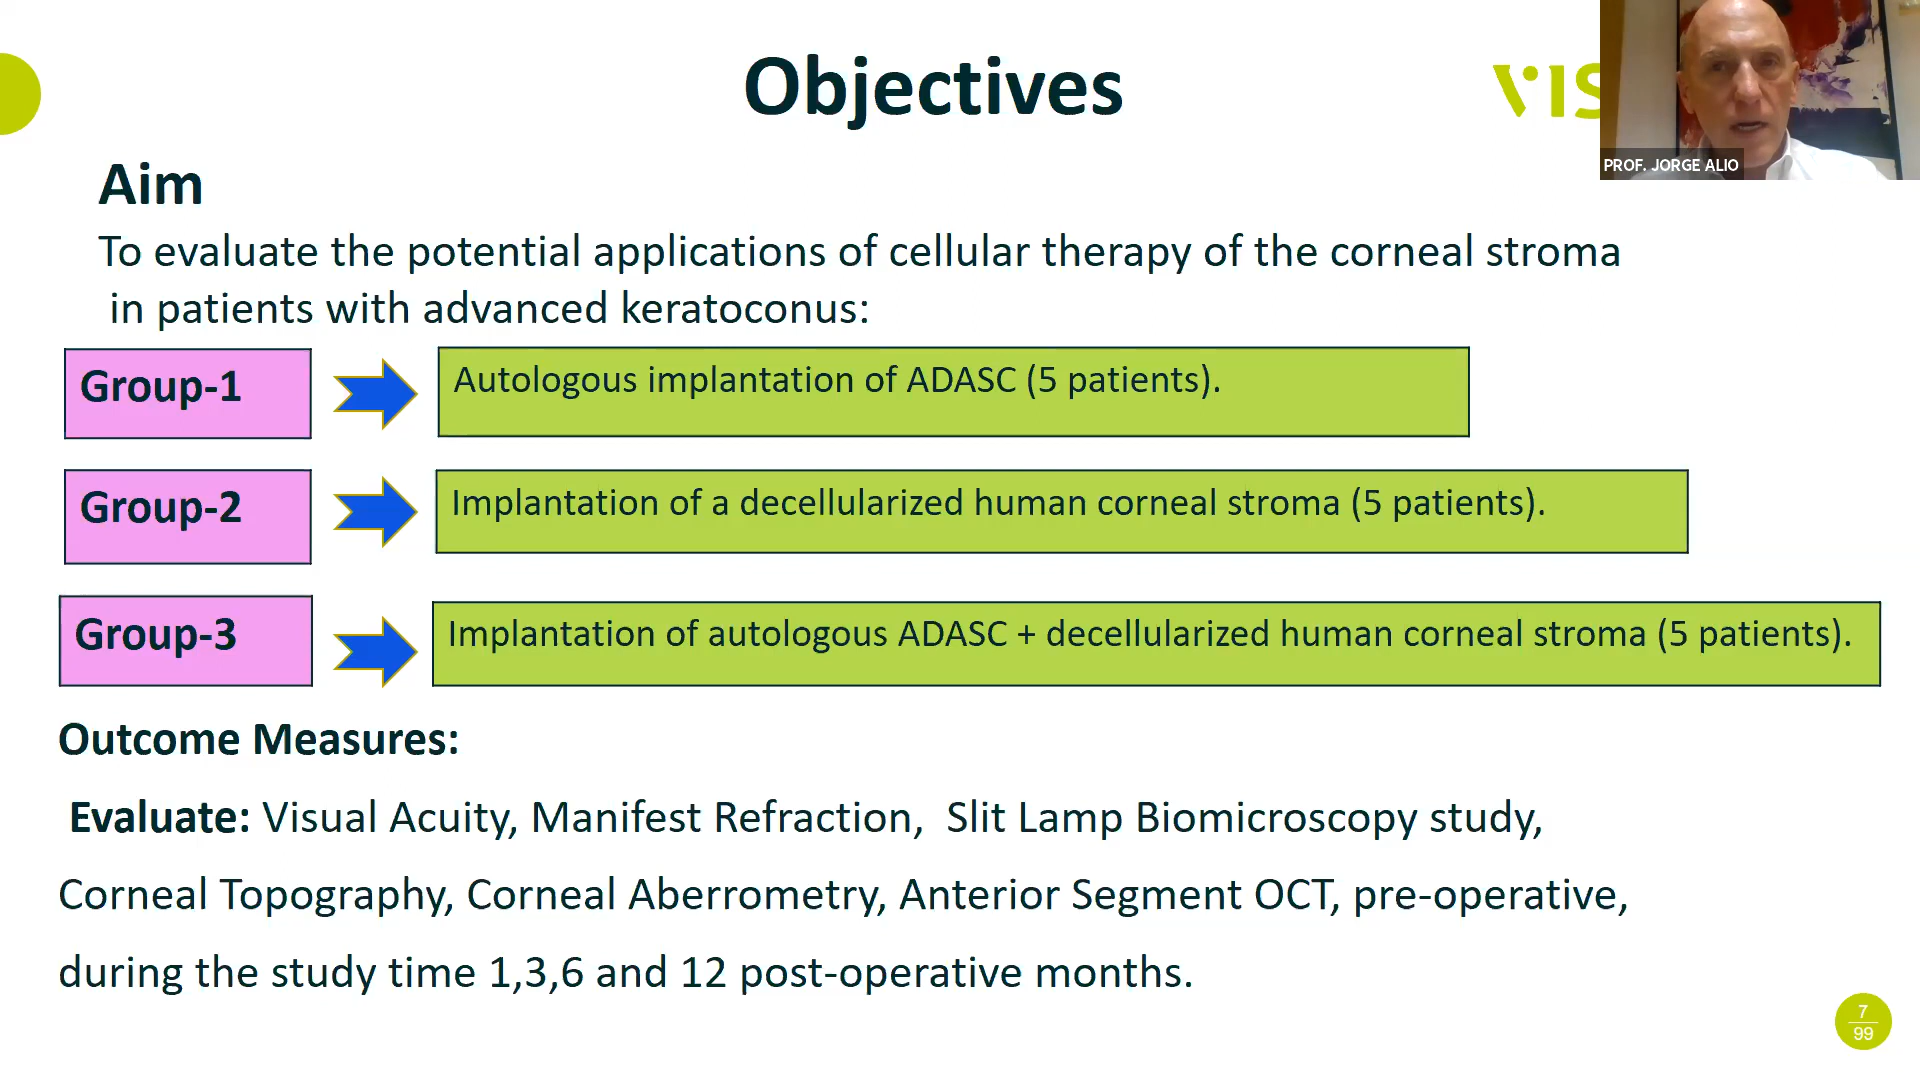 Objectives
VIS
PROF. JORGE ALIO
Aim
To evaluate the potential applications of cellular therapy of the corneal stroma
in patients with advanced keratoconus:
Group-1
Autologous implantation of ADASC (5 patients).
Group-2
Implantation of a decellularized human corneal stroma (5 patients).
Group-3
Implantation of autologous ADASC + decellularized human corneal stroma (5 patients).
Outcome Measures:
Evaluate: Visual Acuity, Manifest Refraction, Slit Lamp Biomicroscopy study,
Corneal Topography, Corneal Aberrometry, Anterior Segment OCT, pre-operative,
during the study time 1,3,6 and 12 post-operative months.
7
99